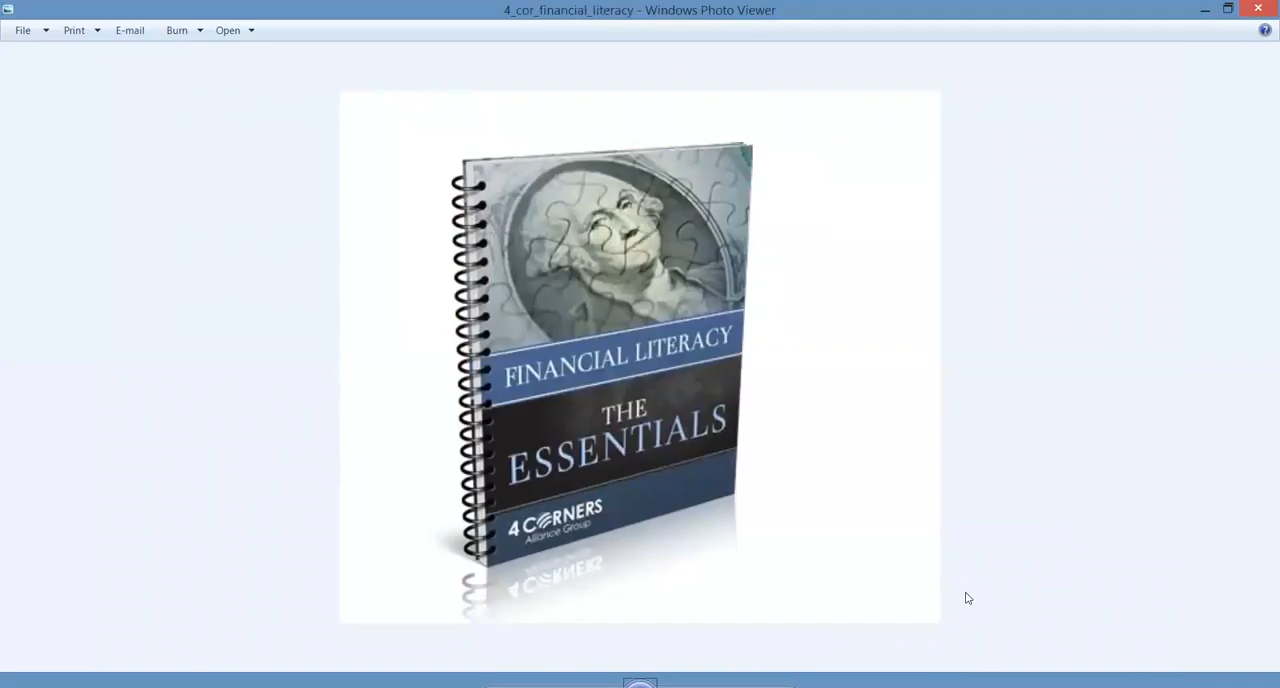 4_cor_financial_literacy - Windows Photo Viewer
File Print E-mail Burn Open
FINANCIAL LITERACY
THE
ESSENTIALS
4 CORNERS
Alliance Group